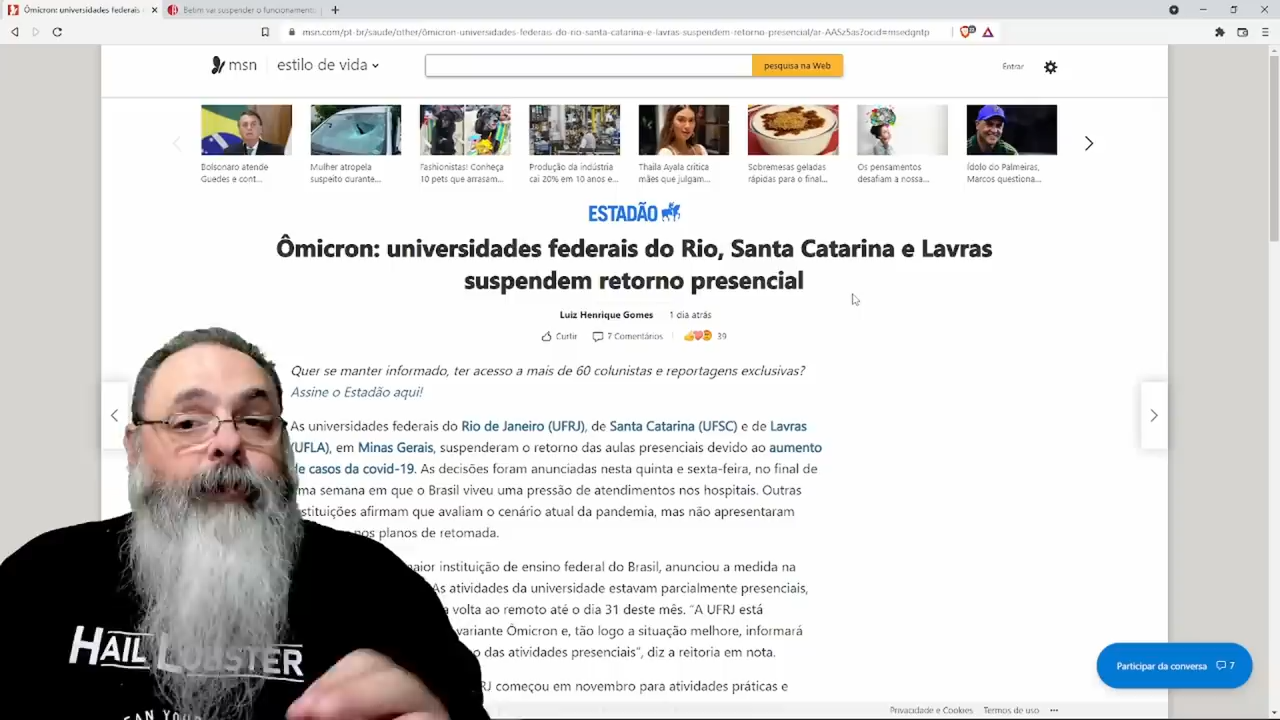 Ômicron: universidades federais
Betim vai suspender o funcionament
msn.com/pt-br/saude/other/ômicron-universidades-federais-do-rio-santa-catarina-e-lavras-suspendem-retorno-presencial/ar-AASzSas?ocid=msedgntp
msn
estilo de vida
pesquisa na Web
Entrar
Bolsonaro atende
Guedes e cont...
Mulher atropela
suspeito durante...
Fashionistas! Conheça
10 pets que arrasam...
Produção da indústria
cai 20% em 10 anos e...
Thaila Ayala critica
mães que julgam...
Sobremesas geladas
rápidas para o final...
Os pensamentos
desafiam a nossa...
Ídolo do Palmeiras,
Marcos questiona...
ESTADÃO
Ômicron: universidades federais do Rio, Santa Catarina e Lavras
suspendem retorno presencial
Luiz Henrique Gomes 1 dia atrás
Curtir 7 Comentários 39
Quer se manter informado, ter acesso a mais de 60 colunistas e reportagens exclusivas?
Assine o Estadão aqui!
As universidades federais do Rio de Janeiro (UFRJ), de Santa Catarina (UFSC) e de Lavras
(UFLA), em Minas Gerais, suspenderam o retorno das aulas presenciais devido ao aumento
de casos da covid-19. As decisões foram anunciadas nesta quinta e sexta-feira, no final de
uma semana em que o Brasil viveu uma pressão de atendimentos nos hospitais. Outras
instituições afirmam que avaliam o cenário atual da pandemia, mas não apresentaram
nos planos de retomada.
maior instituição de ensino federal do Brasil, anunciou a medida na
As atividades da universidade estavam parcialmente presenciais,
a volta ao remoto até o dia 31 deste mês. “A UFRJ está
variante Ômicron e, tão logo a situação melhore, informará
o das atividades presenciais”, diz a reitoria em nota.
RJ começou em novembro para atividades práticas e
HAIL LOBSTER
Participar da conversa 7
Privacidade e Cookies Termos de uso ...